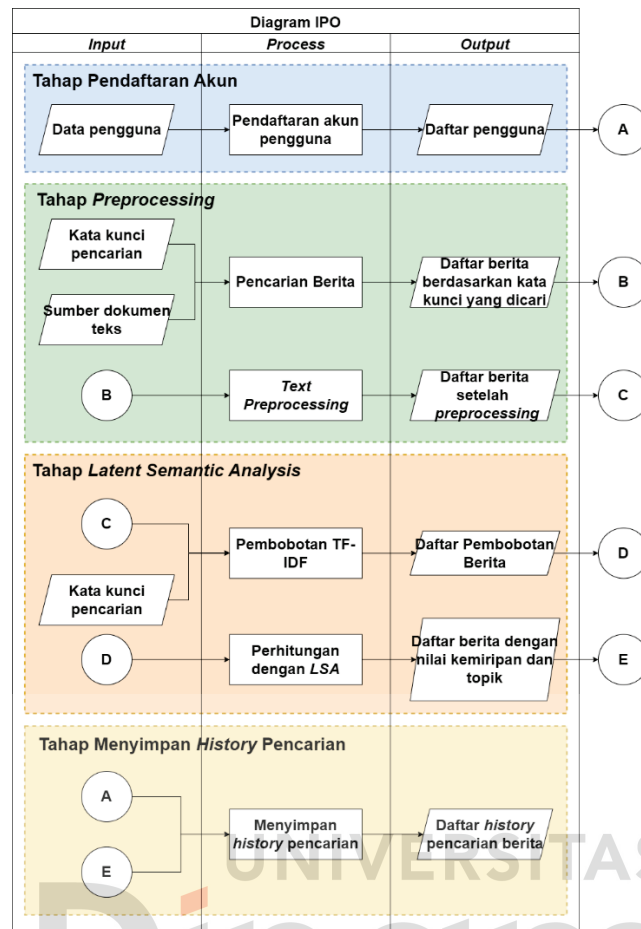 Diagram IPO
Input Process Output
Tahap Pendaftaran Akun
Data pengguna
Pendaftaran akun
pengguna
Daftar pengguna
A
Tahap Preprocessing
Kata kunci
pencarian
Sumber dokumen
teks
Pencarian Berita
Daftar berita
berdasarkan kata
kunci yang dicari
B
B
Text
Preprocessing
Daftar berita
setelah
preprocessing
C
Tahap Latent Semantic Analysis
C
Kata kunci
pencarian
Pembobotan TF-
IDF
Daftar Pembobotan
Berita
D
D
Perhitungan
dengan LSA
Daftar berita dengan
nilai kemiripan dan
topik
E
Tahap Menyimpan History Pencarian
A
E
Menyimpan
history pencarian
Daftar history
pencarian berita
UNIVERSITAS